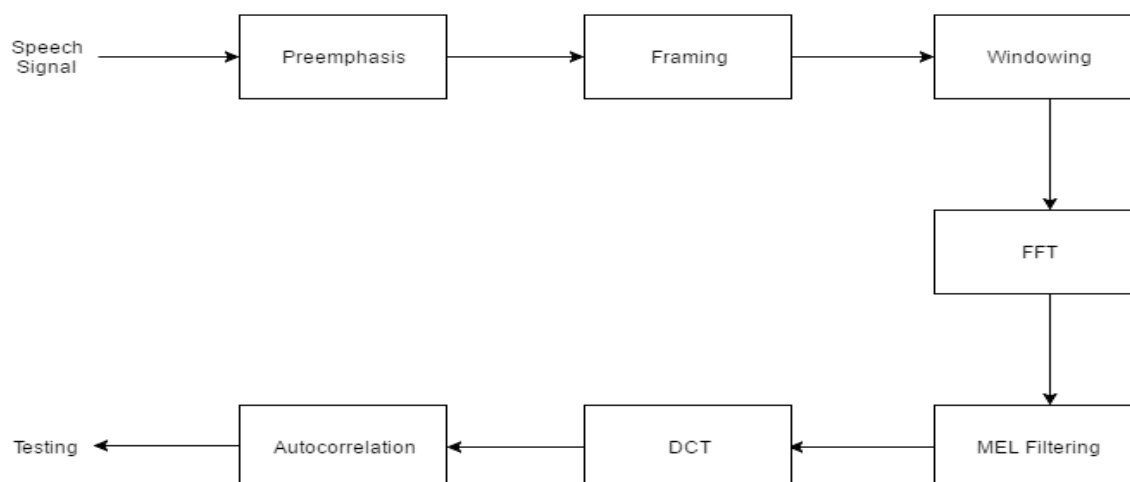 Speech
Signal
Preemphasis
Framing
Windowing
FFT
MEL Filtering
DCT
Autocorrelation
Testing